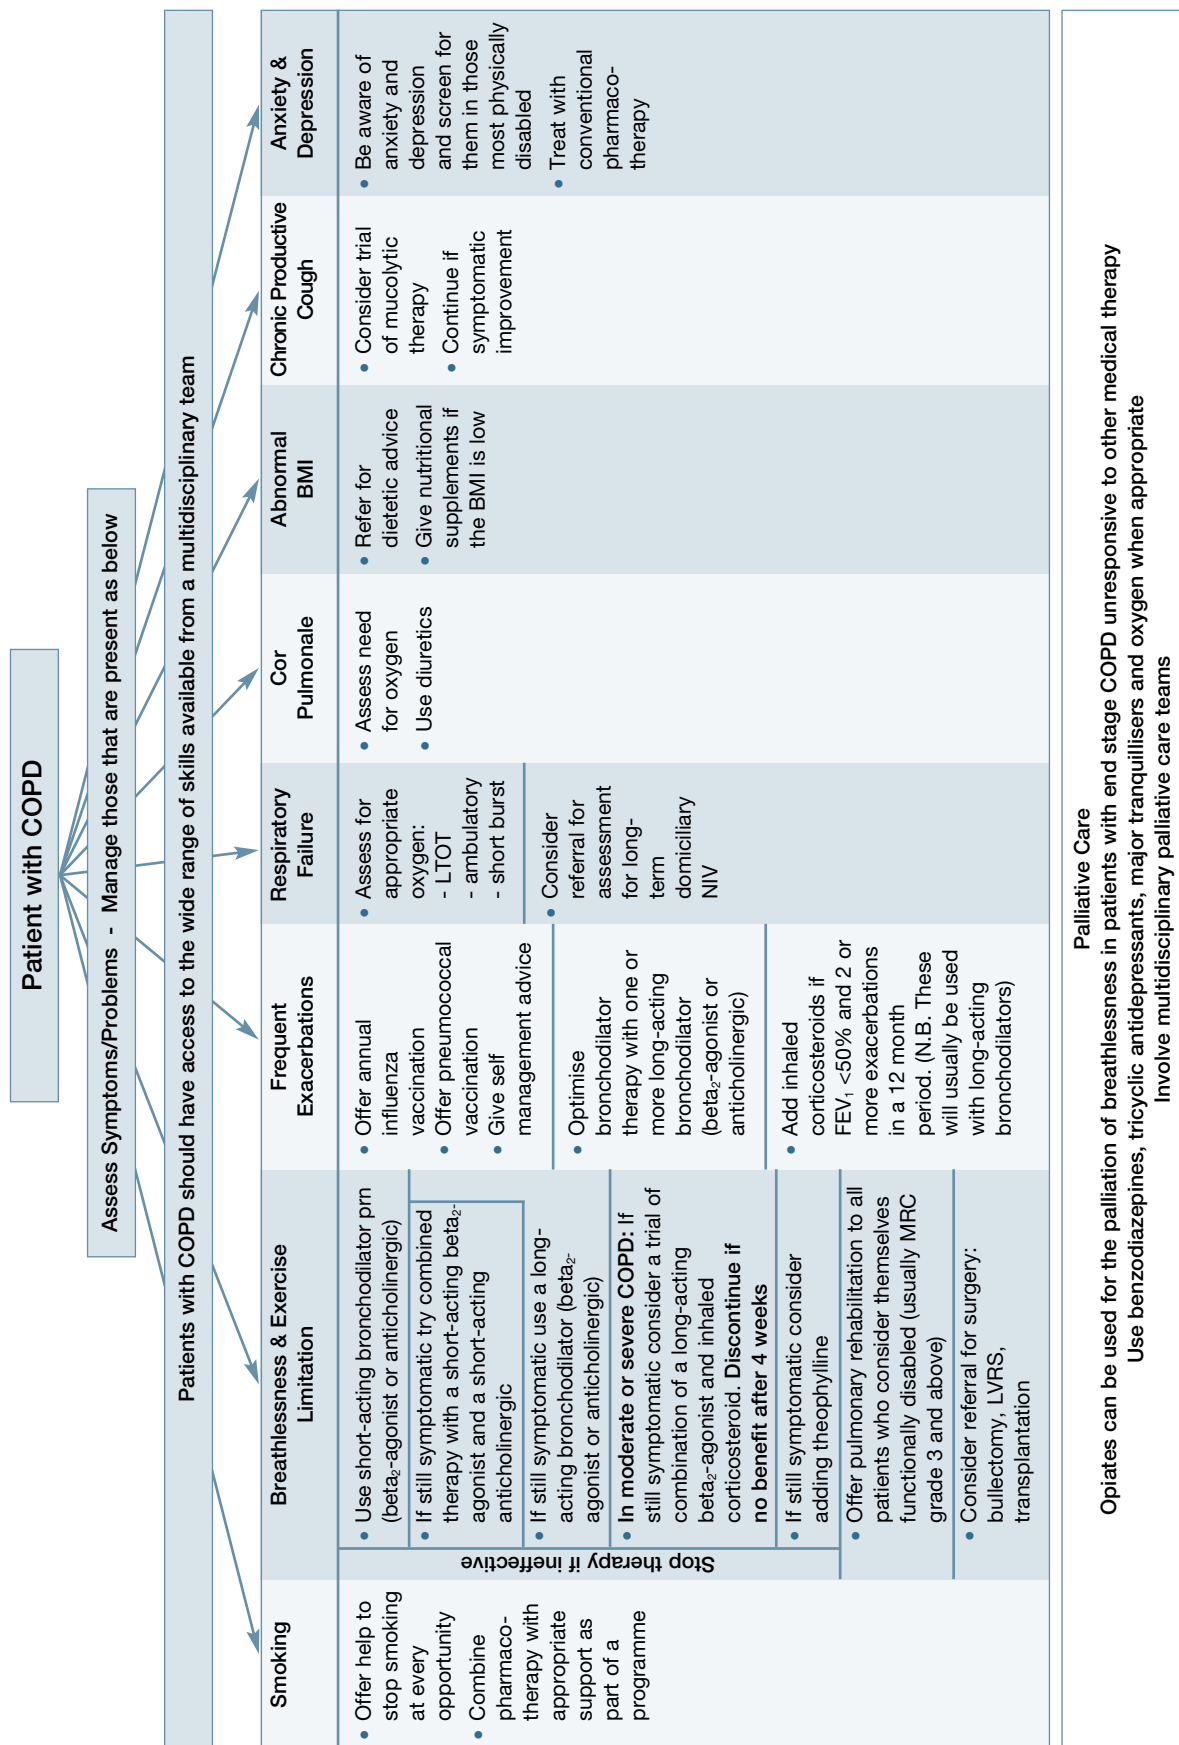 Patient with COPD
Assess Symptoms/Problems - Manage those that are present as below
Patients with COPD should have access to the wide range of skills available from a multidisciplinary team
Smoking
• Offer help to
stop smoking
at every
opportunity
• Combine
pharmaco-
therapy with
appropriate
support as
part of a
programme
Breathlessness & Exercise
Limitation
Stop therapy if ineffective
• Use short-acting bronchodilator prn
(beta₂-agonist or anticholinergic)
• If still symptomatic try combined
therapy with a short-acting beta₂-
agonist and a short-acting
anticholinergic
• If still symptomatic use a long-
acting bronchodilator (beta₂-
agonist or anticholinergic)
• In moderate or severe COPD: If
still symptomatic consider a trial of
combination of a long-acting
beta₂-agonist and inhaled
corticosteroid. Discontinue if
no benefit after 4 weeks
• If still symptomatic consider
adding theophylline
• Offer pulmonary rehabilitation to all
patients who consider themselves
functionally disabled (usually MRC
grade 3 and above)
• Consider referral for surgery:
bullectomy, LVRS,
transplantation
Frequent
Exacerbations
• Offer annual
influenza
vaccination
• Offer pneumococcal
vaccination
• Give self
management advice
• Optimise
bronchodilator
therapy with one or
more long-acting
bronchodilator
(beta₂-agonist or
anticholinergic)
• Add inhaled
corticosteroids if
FEV₁ <50% and 2 or
more exacerbations
in a 12 month
period. (N.B. These
will usually be used
with long-acting
bronchodilators)
Respiratory
Failure
• Assess for
appropriate
oxygen:
- LTOT
- ambulatory
- short burst
• Consider
referral for
assessment
for long-
term
domiciliary
NIV
Cor
Pulmonale
• Assess need
for oxygen
• Use diuretics
Abnormal
BMI
• Refer for
dietetic advice
• Give nutritional
supplements if
the BMI is low
Chronic Productive
Cough
• Consider trial
of mucolytic
therapy
• Continue if
symptomatic
improvement
Anxiety &
Depression
• Be aware of
anxiety and
depression
and screen for
them in those
most physically
disabled
• Treat with
conventional
pharmaco-
therapy
Palliative Care
Opiates can be used for the palliation of breathlessness in patients with end stage COPD unresponsive to other medical therapy
Use benzodiazepines, tricyclic antidepressants, major tranquillisers and oxygen when appropriate
Involve multidisciplinary palliative care teams